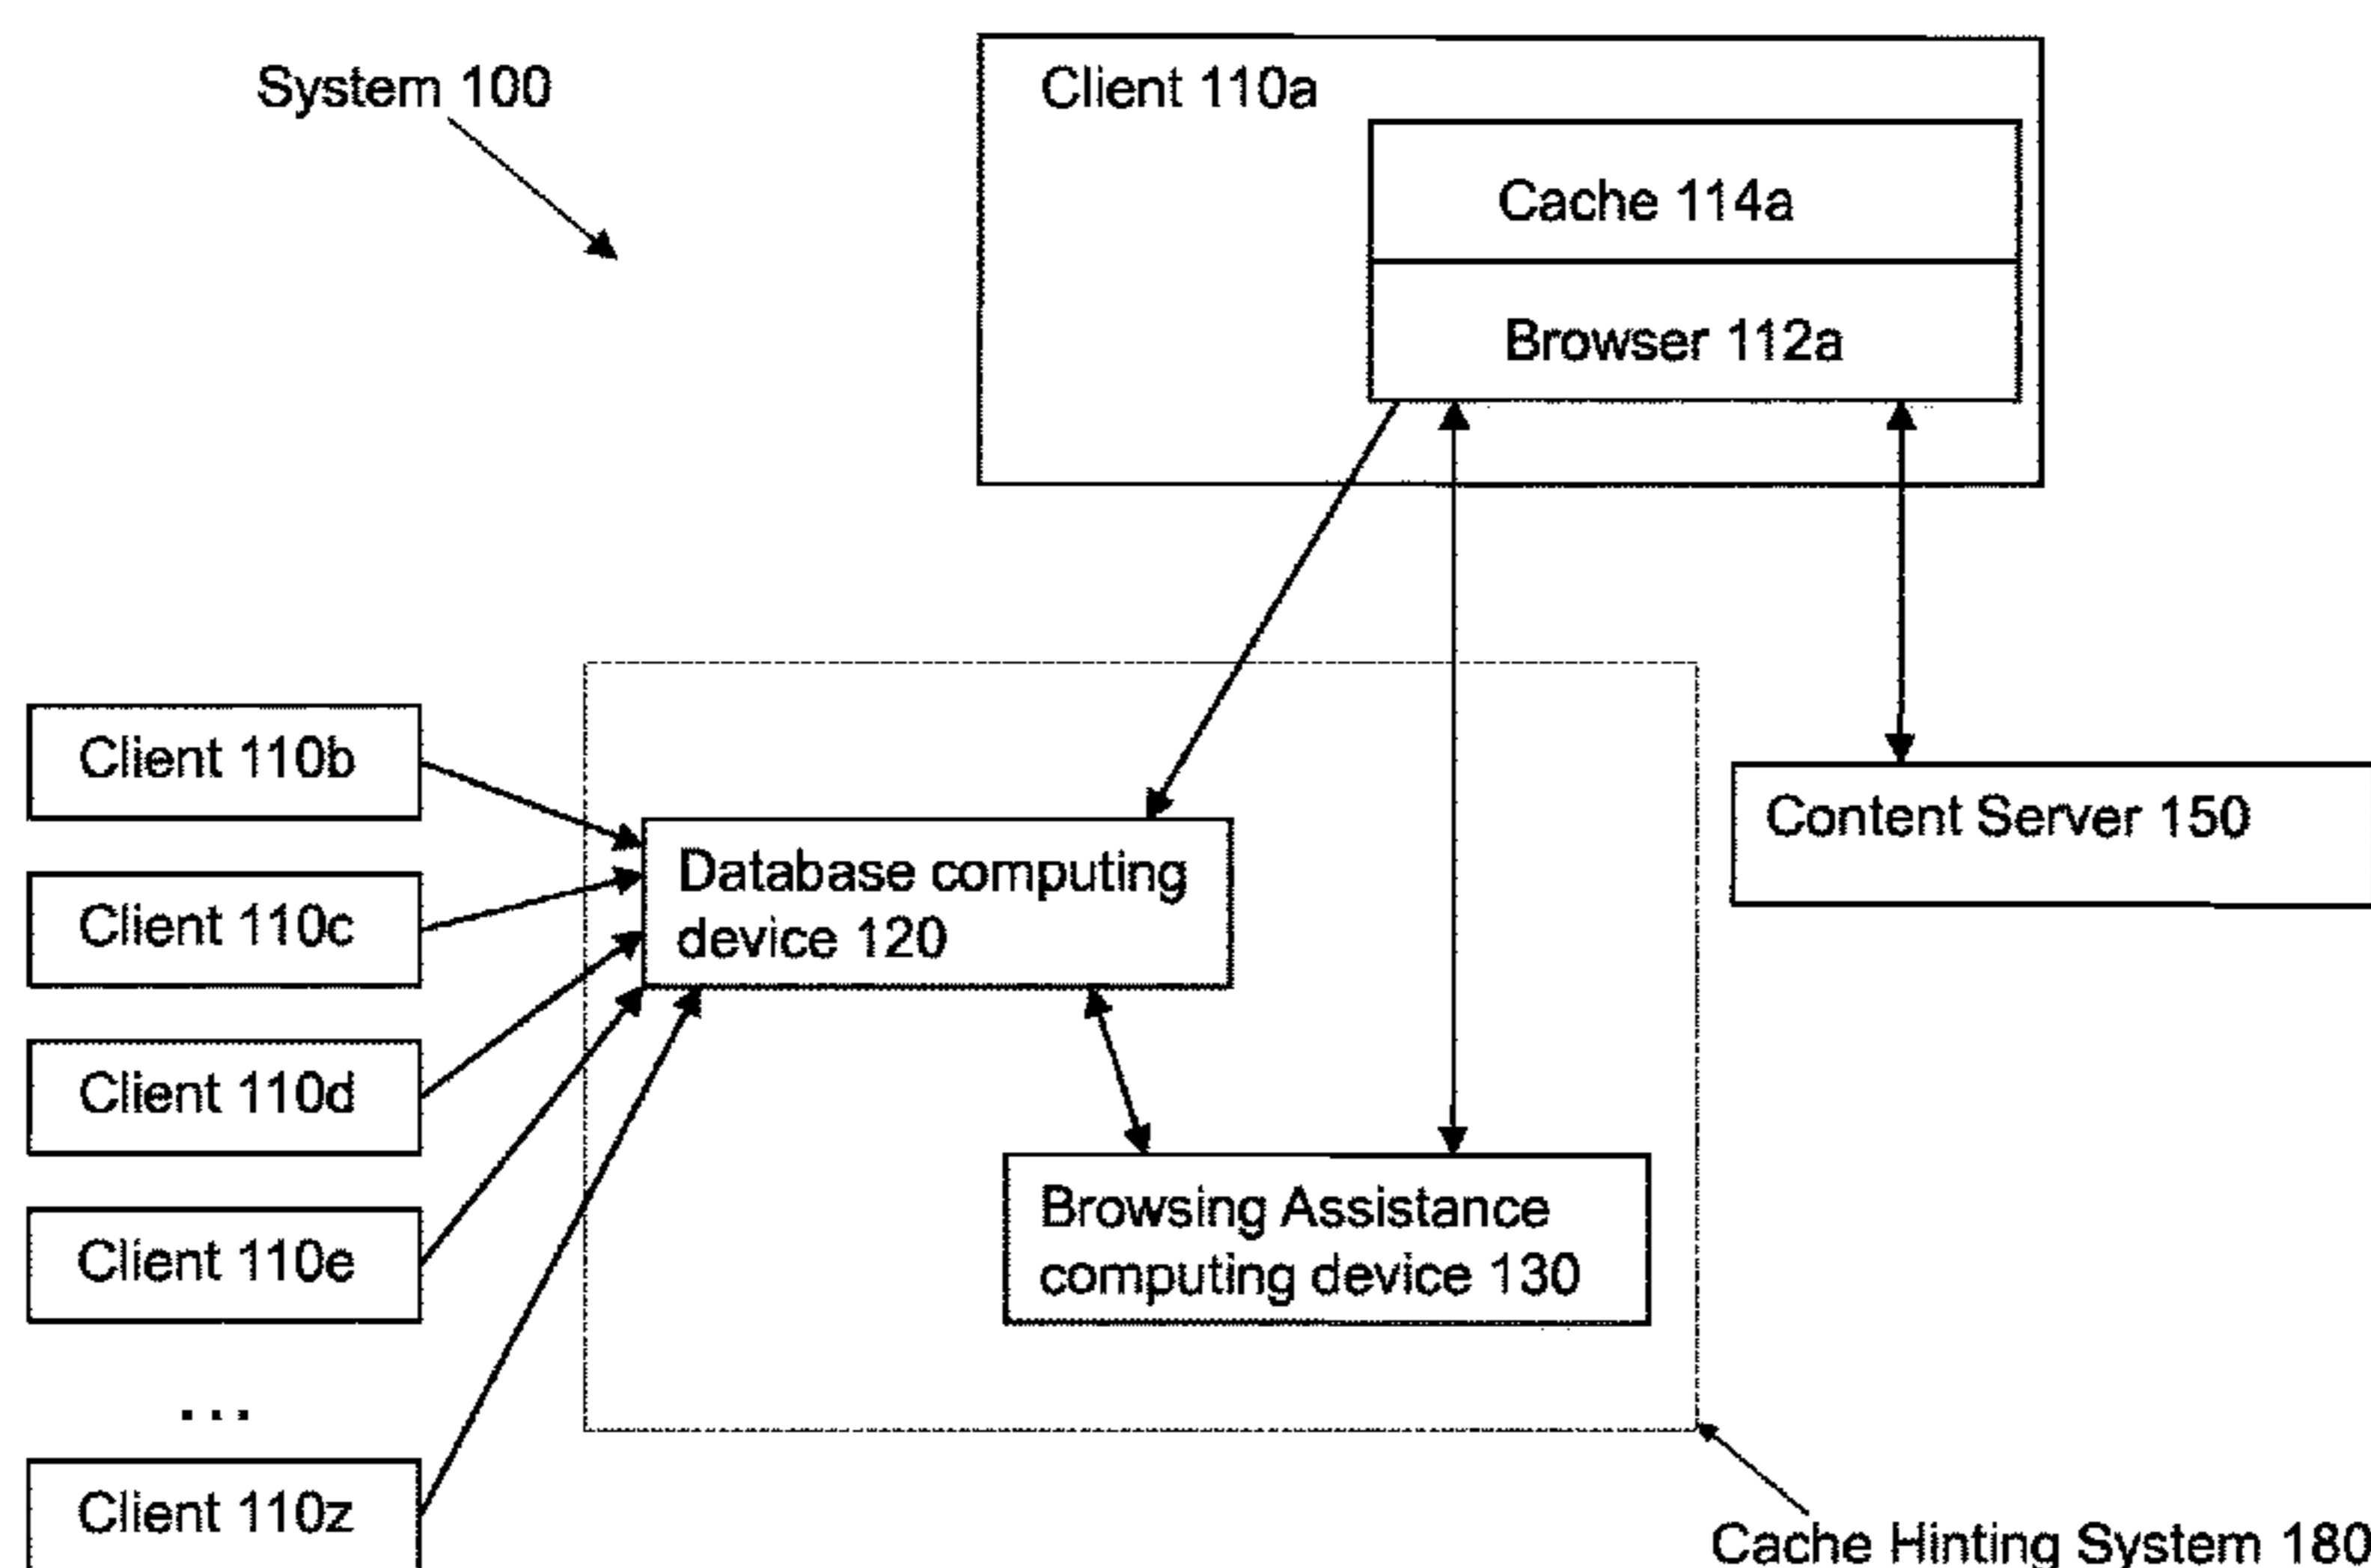 System 100
Client 110a
Cache 114a
Browser 112a
Client 110b
Client 110c
Client 110d
Client 110e
...
Client 110z
Database computing
device 120
Browsing Assistance
computing device 130
Content Server 150
Cache Hinting System 180